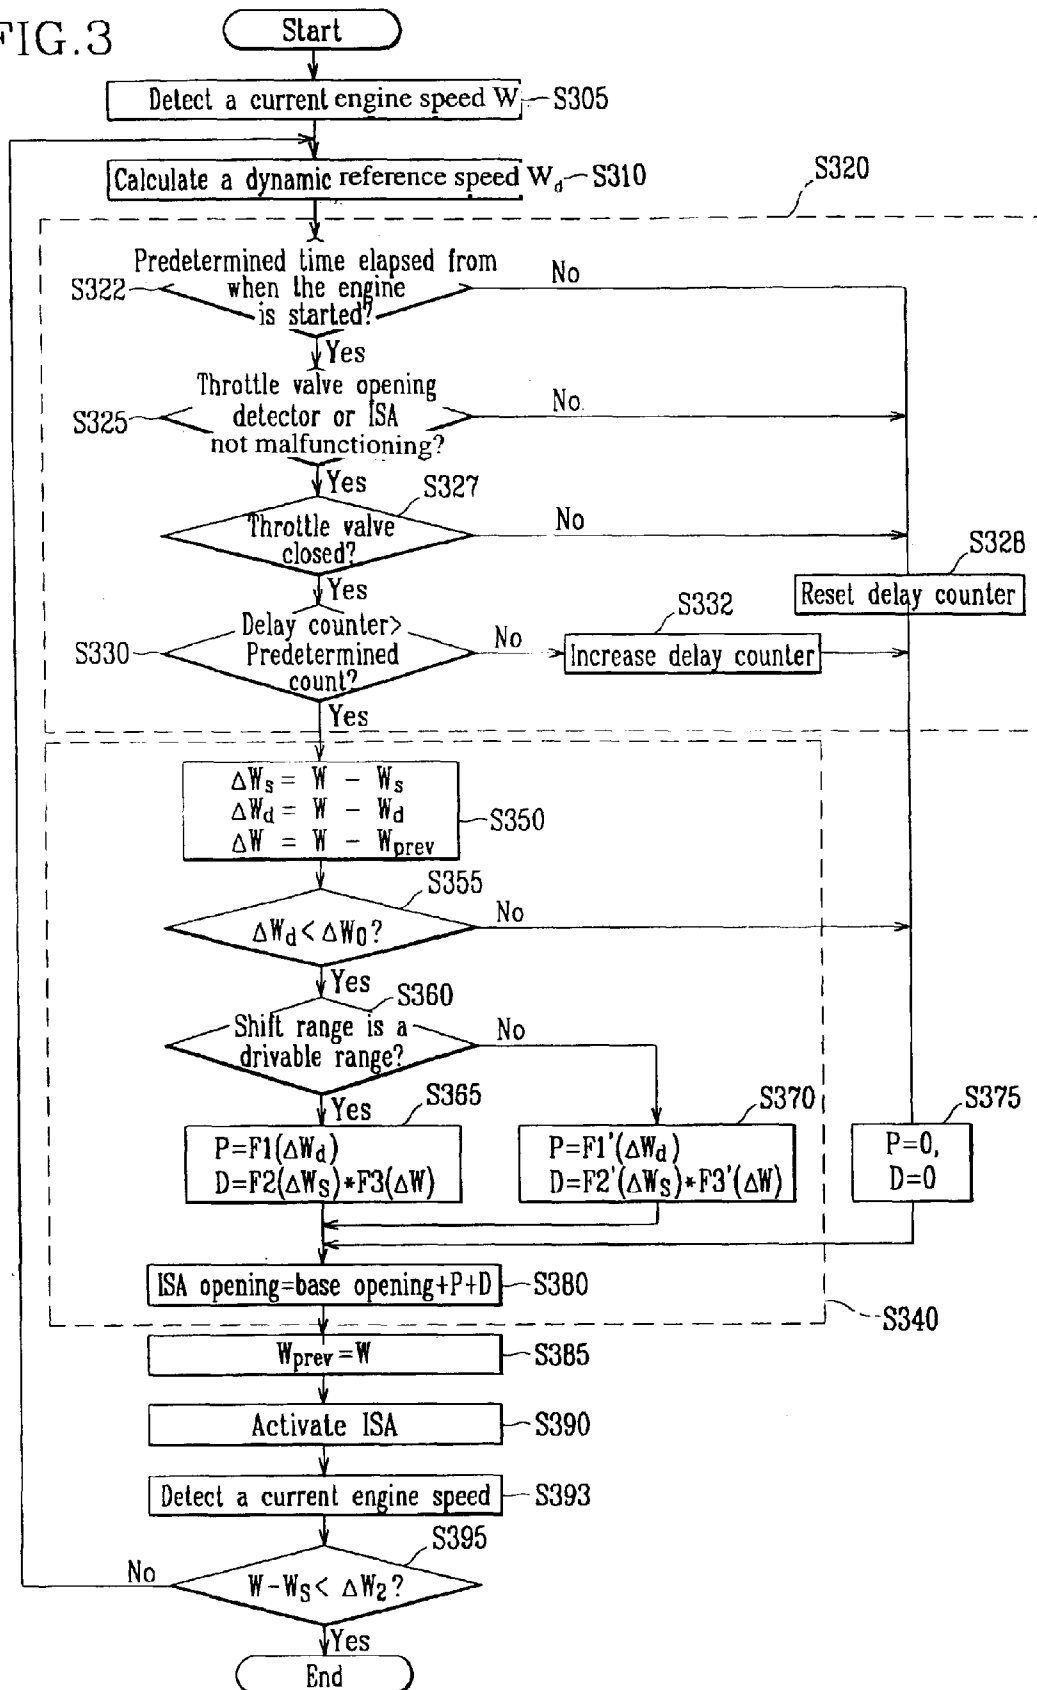 FIG.3
Start
Detect a current engine speed W
S305
Calculate a dynamic reference speed W_d
S310
S320
Predetermined time elapsed from
when the engine
is started?
S322
No
Yes
Throttle valve opening
detector or ISA
not malfunctioning?
S325
No
Yes
S327
Throttle valve
closed?
No
Yes
S328
Reset delay counter
Delay counter>
Predetermined
count?
S330
No
S332
Increase delay counter
Yes
ΔW_s = W - W_s
ΔW_d = W - W_d
ΔW = W - W_prev
S350
S355
ΔW_d < ΔW_0?
No
Yes
S360
Shift range is a
drivable range?
No
Yes
S365
P=F1(ΔW_d)
D=F2(ΔW_S)*F3(ΔW)
S370
P=F1'(ΔW_d)
D=F2'(ΔW_S)*F3'(ΔW)
S375
P=0,
D=0
ISA opening=base opening+P+D
S380
S340
W_prev=W
S385
Activate ISA
S390
Detect a current engine speed
S393
S395
W-W_S< ΔW_2?
No
Yes
End